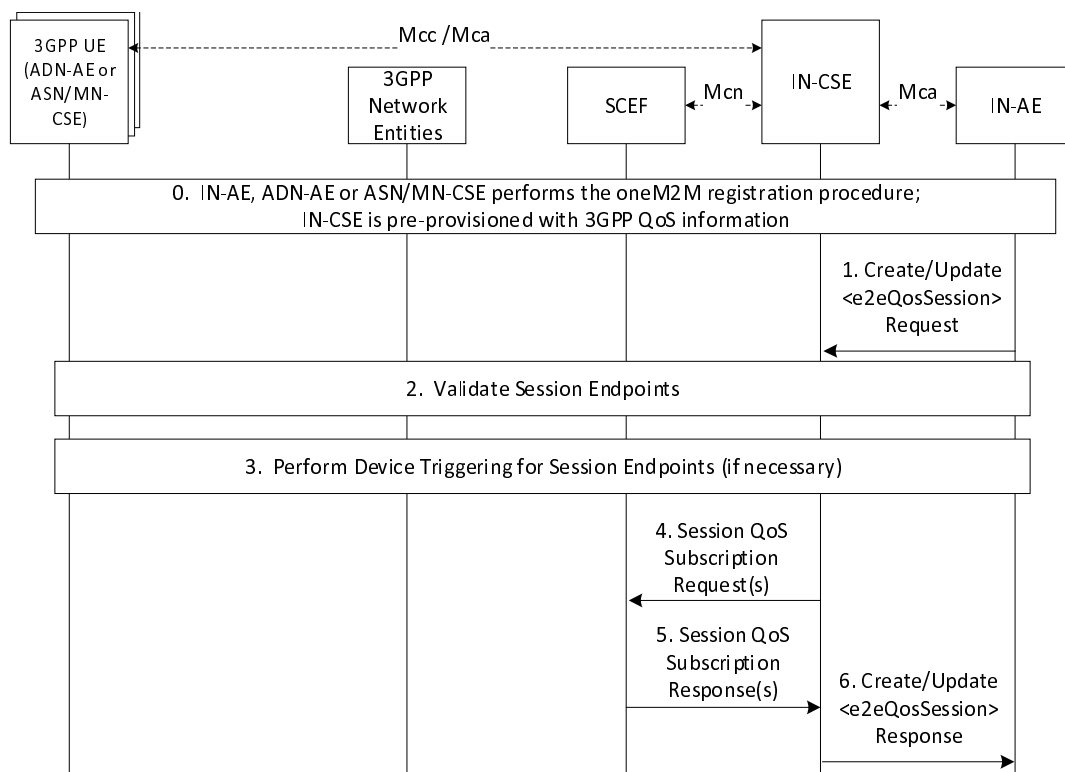 Mcc /Mca
3GPP UE
(ADN-AE or
ASN/MN-
CSE)
3GPP
Network
Entities
SCEF
Mcn
IN-CSE
Mca
IN-AE
0. IN-AE, ADN-AE or ASN/MN-CSE performs the oneM2M registration procedure;
IN-CSE is pre-provisioned with 3GPP QoS information
1. Create/Update
<e2eQosSession>
Request
2. Validate Session Endpoints
3. Perform Device Triggering for Session Endpoints (if necessary)
4. Session QoS
Subscription
Request(s)
5. Session QoS
Subscription
Response(s)
6. Create/Update
<e2eQosSession>
Response